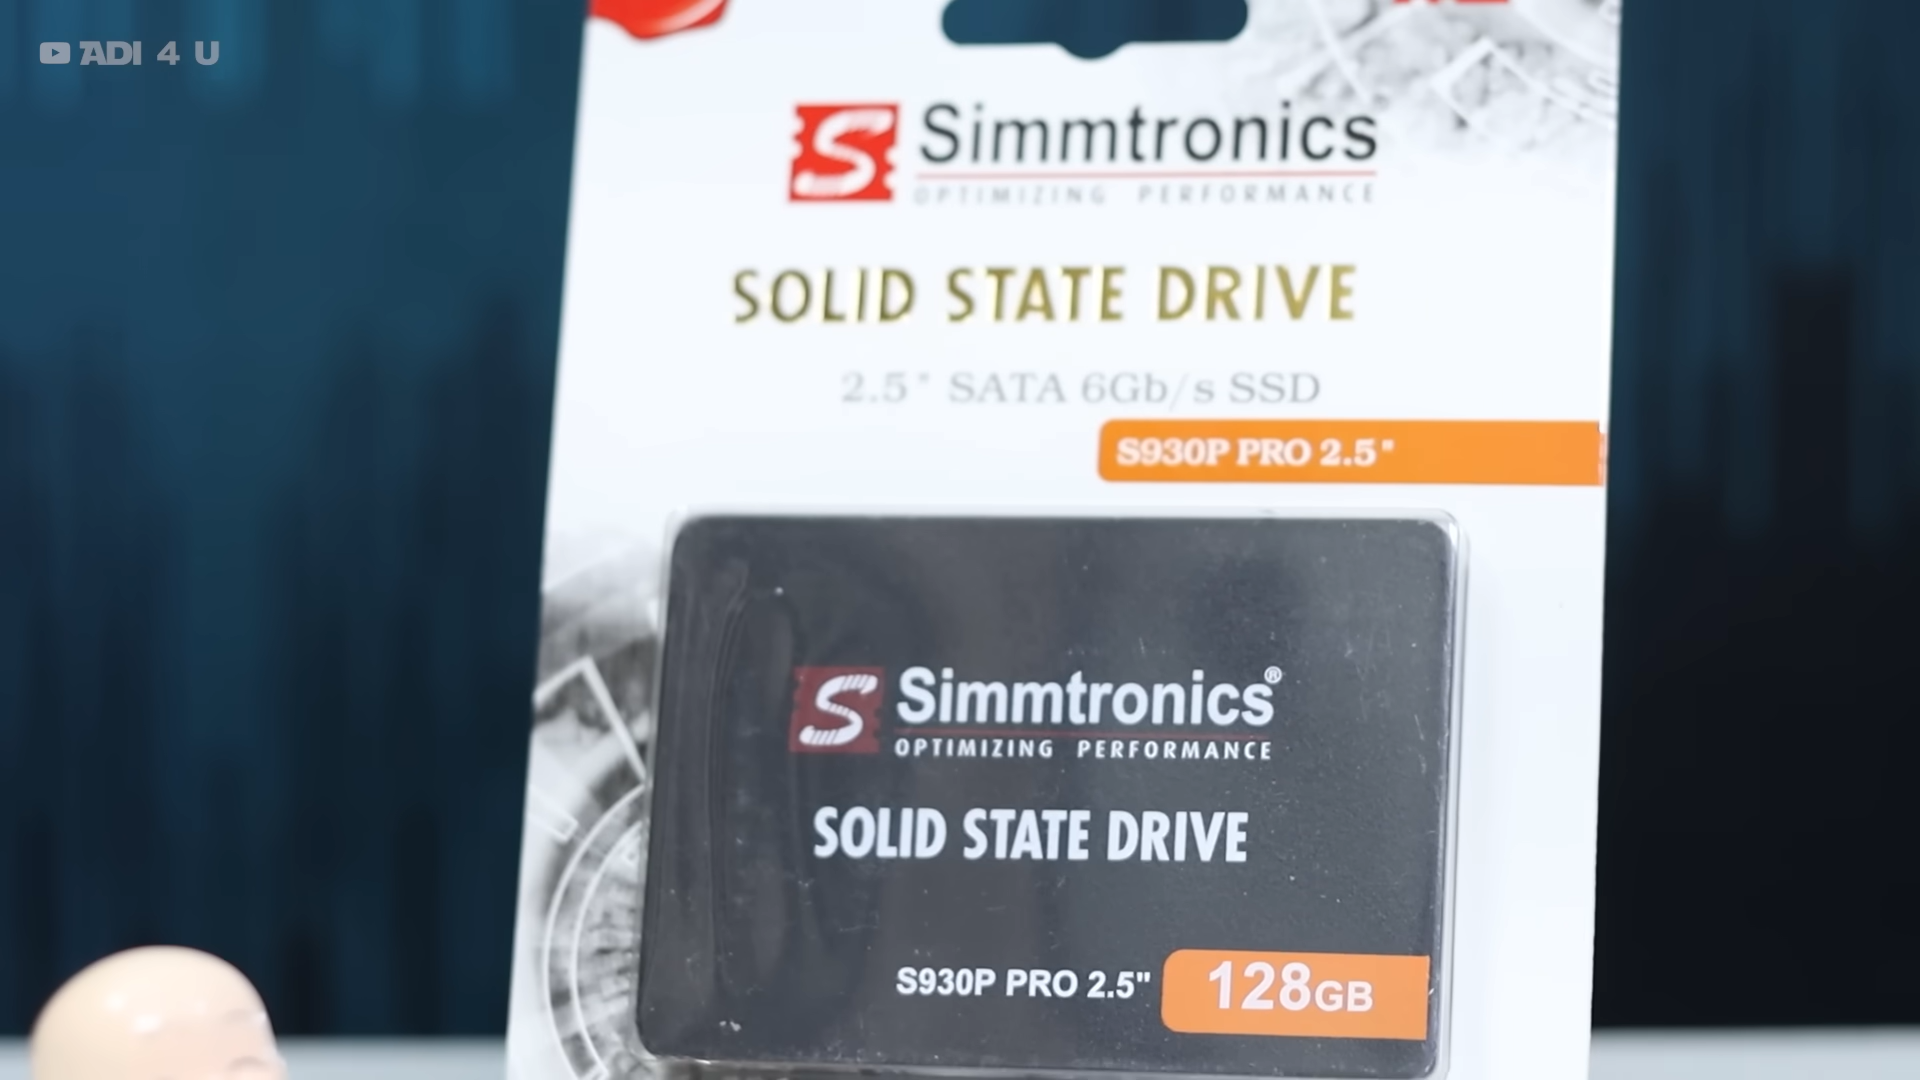 ADI 4 U
Simmtronics
OPTIMIZING PERFORMANCE
SOLID STATE DRIVE
2.5" SATA 6Gb/s SSD
S930P PRO 2.5"
Simmtronics®
OPTIMIZING PERFORMANCE
SOLID STATE DRIVE
S930P PRO 2.5" 128GB